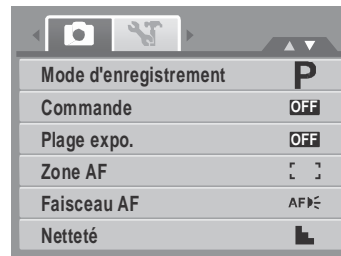 Mode d'enregistrement P
Commande OFF
Plage expo. OFF
Zone AF
Faisceau AF AF
Netteté